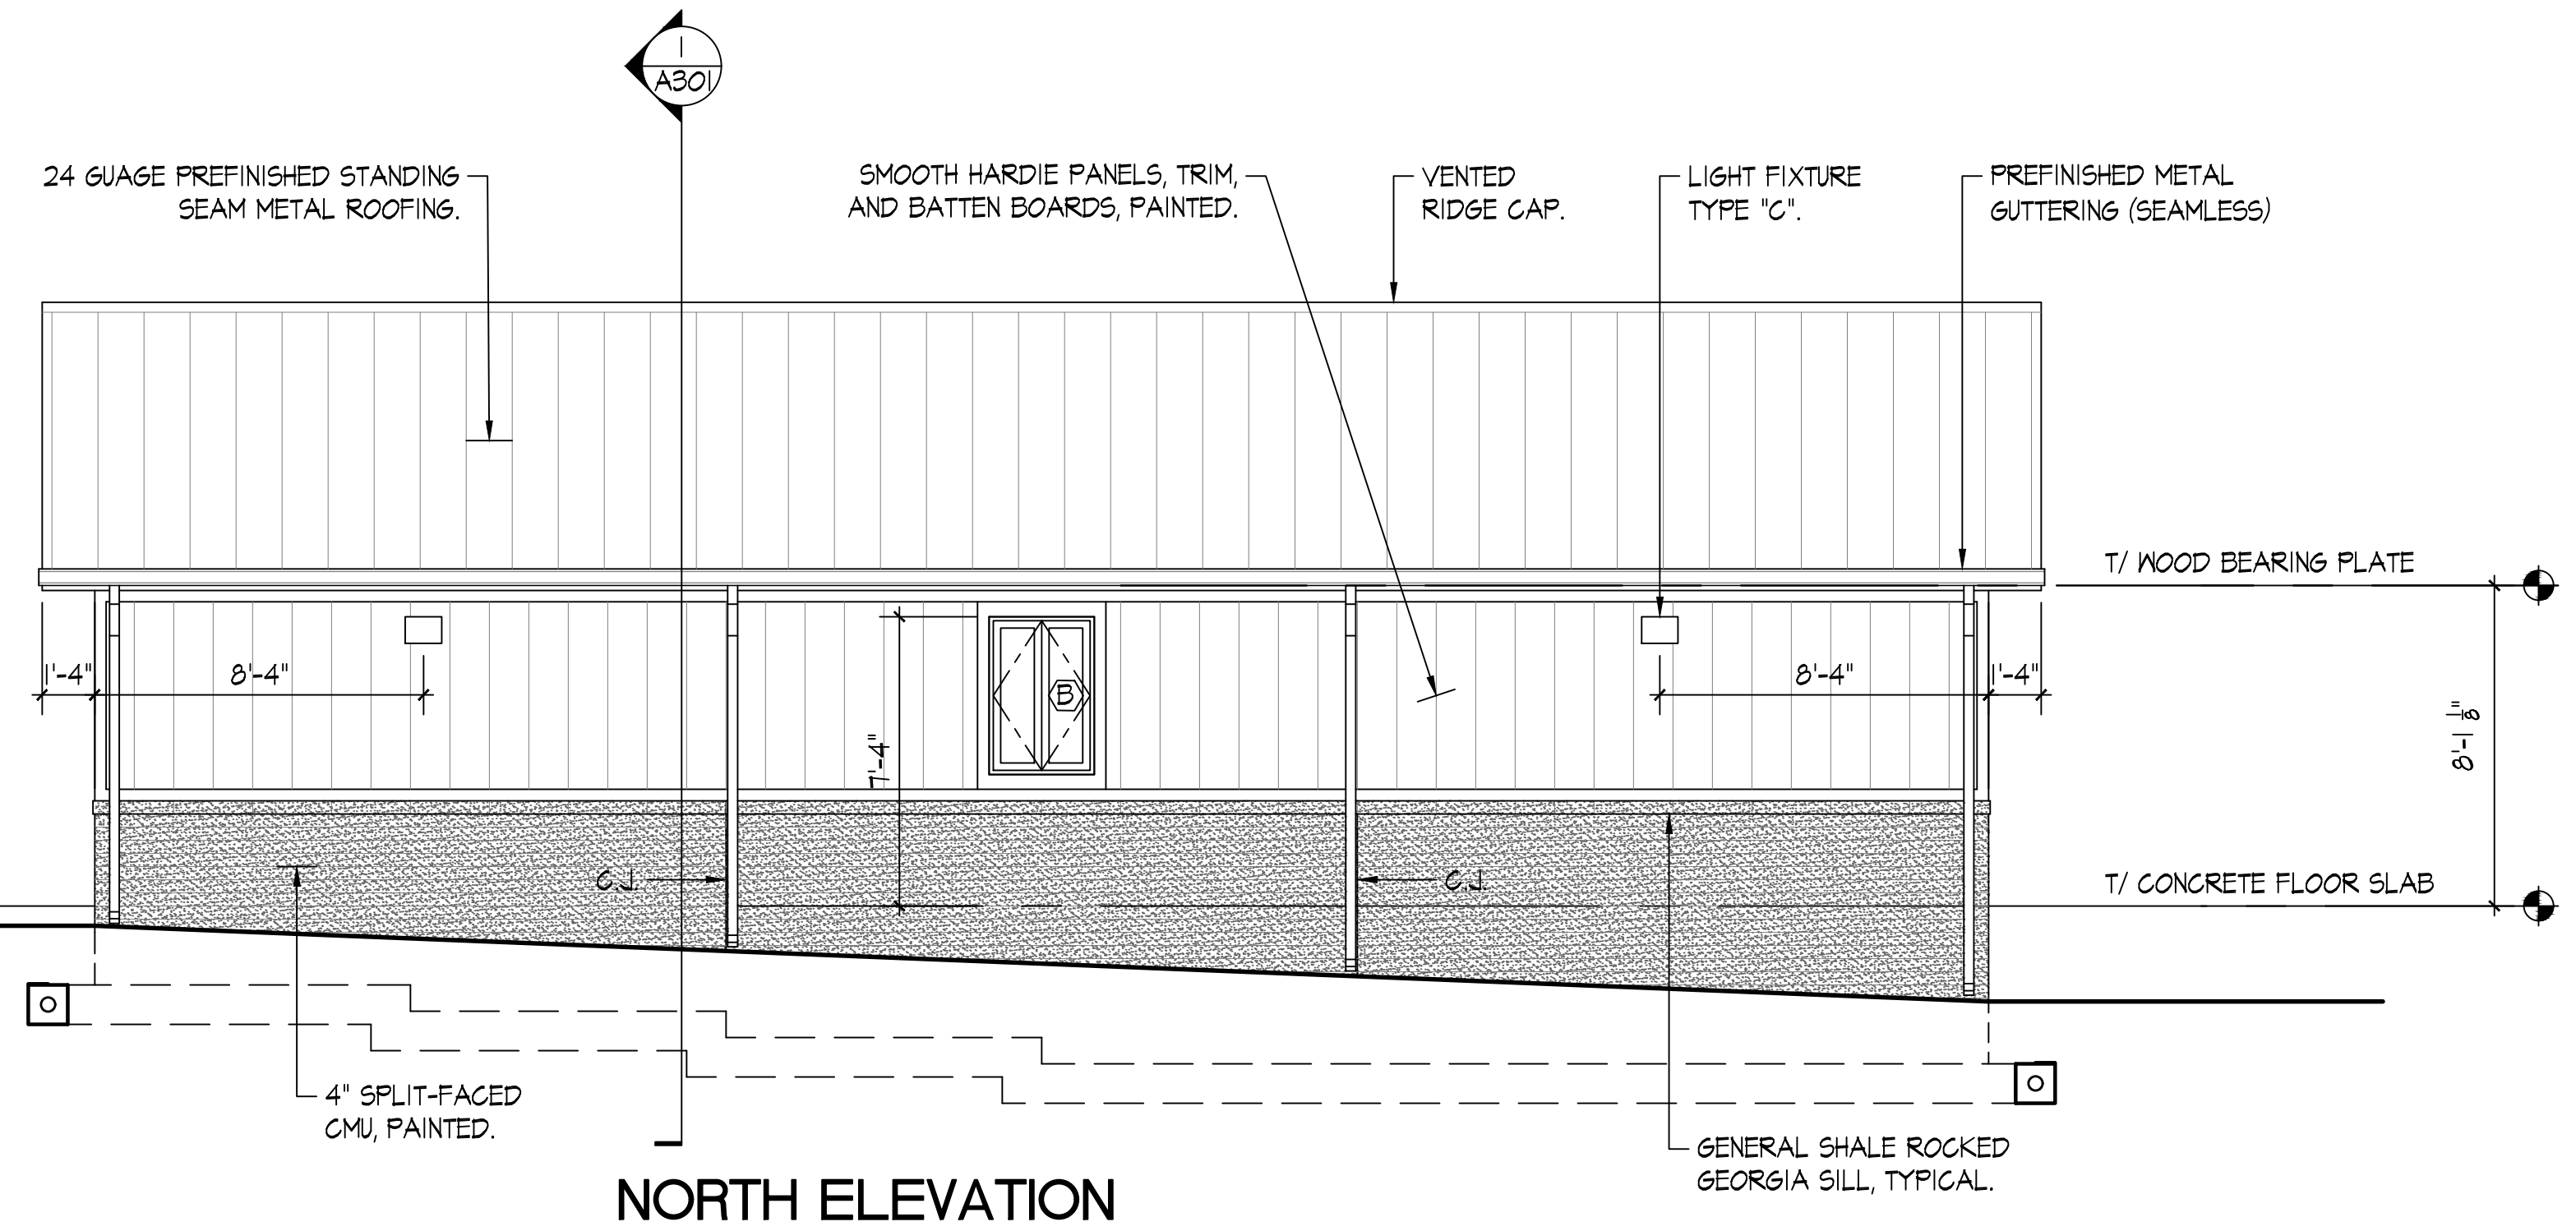 1
A301
24 GUAGE PREFINISHED STANDING
SEAM METAL ROOFING.
SMOOTH HARDIE PANELS, TRIM,
AND BATTEN BOARDS, PAINTED.
VENTED
RIDGE CAP.
LIGHT FIXTURE
TYPE "C".
PREFINISHED METAL
GUTTERING (SEAMLESS)
T/ WOOD BEARING PLATE
1'-4"
8'-4"
B
8'-4"
1'-4"
8'-1 1/8"
7'-4"
C.J.
C.J.
T/ CONCRETE FLOOR SLAB
4" SPLIT-FACED
CMU, PAINTED.
GENERAL SHALE ROCKED
GEORGIA SILL, TYPICAL.
NORTH ELEVATION